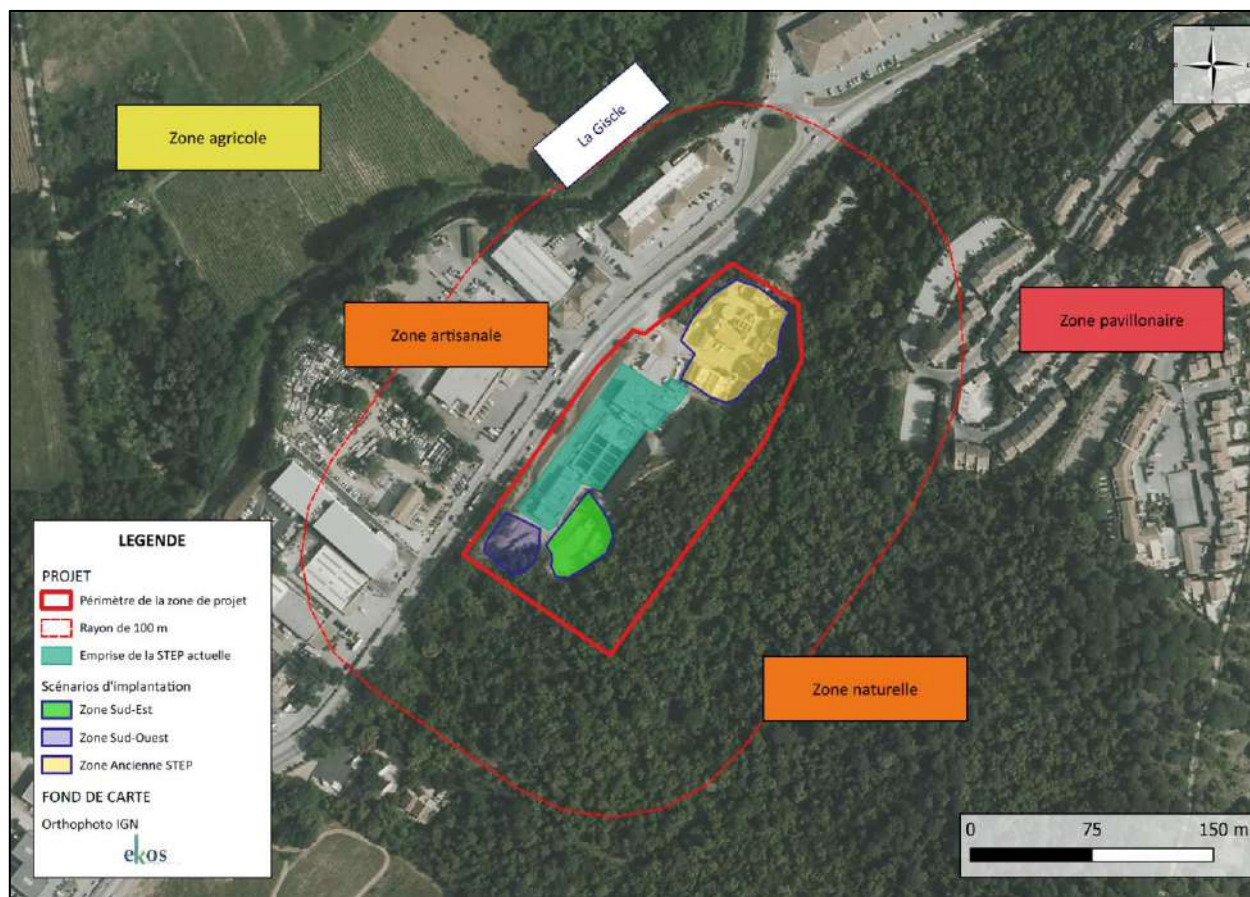 La Giscle
Zone agricole
Zone artisanale
Zone pavillonaire
Zone naturelle
LEGENDE
PROJET
Périmètre de la zone de projet
Rayon de 100 m
Emprise de la STEP actuelle
Scénarios d'implantation
Zone Sud-Est
Zone Sud-Ouest
Zone Ancienne STEP
FOND DE CARTE
Orthophoto IGN
ekos
0 75 150 m